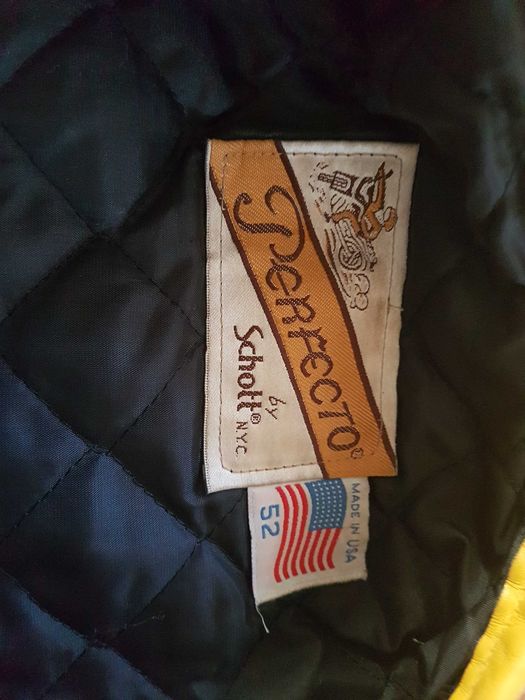 Perfecto®
by
Schott®
N.Y.C.
MADE IN USA
52